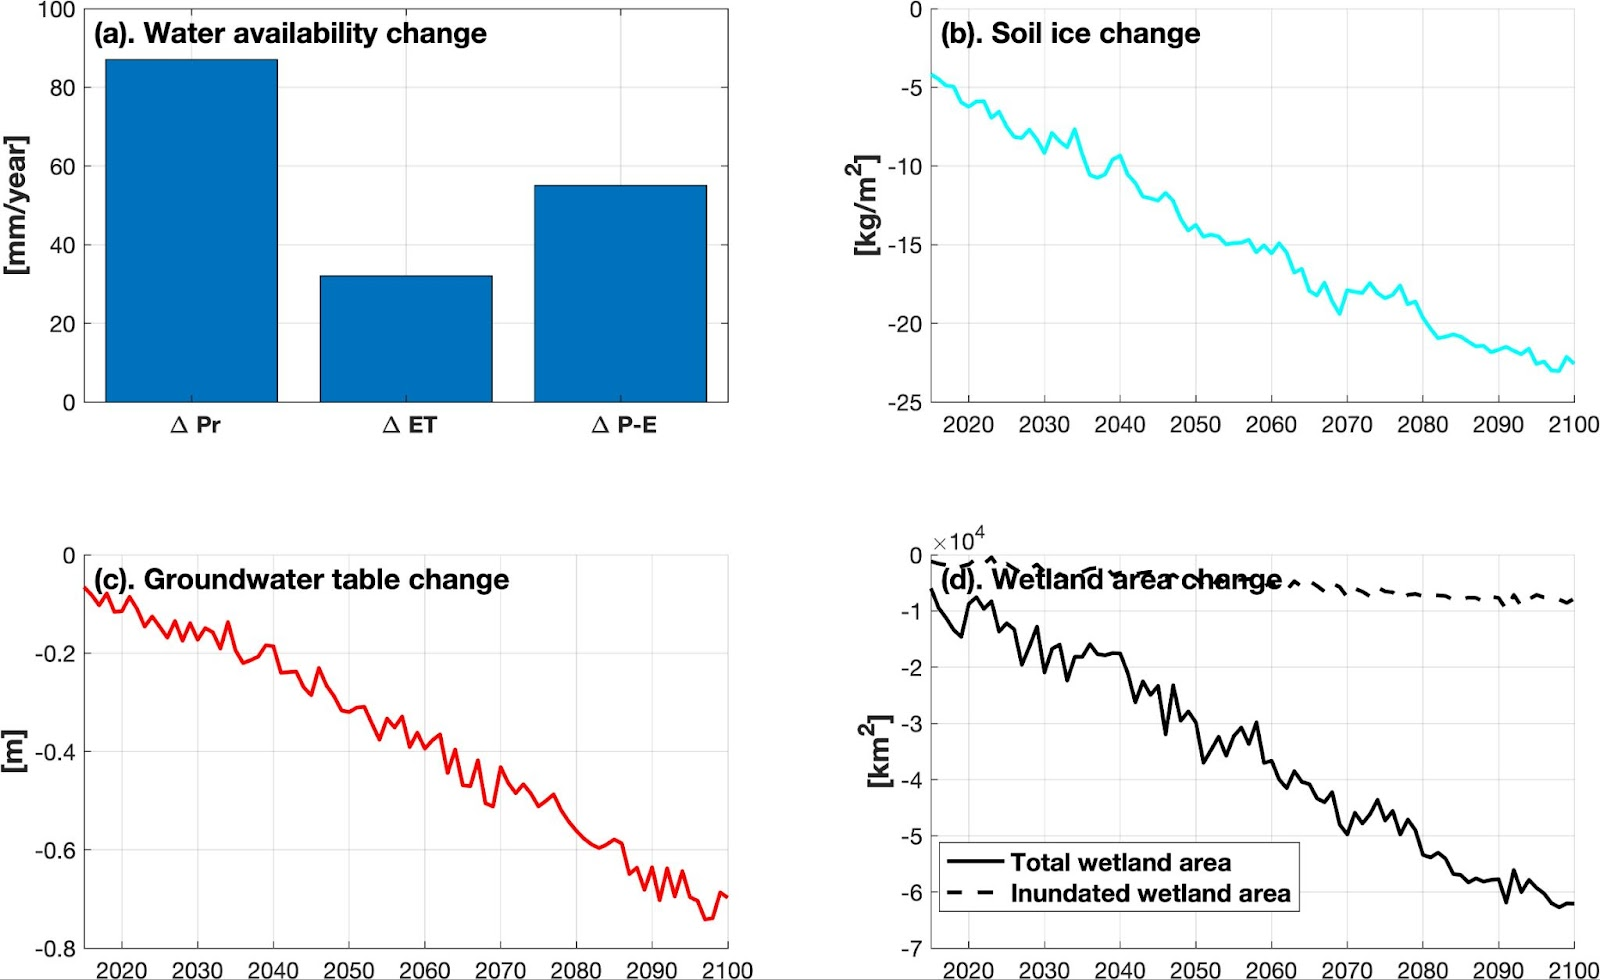 (a). Water availability change
100
80
60
40
20
0
[mm/year]
Δ Pr
Δ ET
Δ P-E
(b). Soil ice change
0
-5
-10
-15
-20
-25
[kg/m²]
2020 2030 2040 2050 2060 2070 2080 2090 2100
(c). Groundwater table change
0
-0.2
-0.4
-0.6
-0.8
[m]
2020 2030 2040 2050 2060 2070 2080 2090 2100
×10⁴
(d). Wetland area change
0
-1
-2
-3
-4
-5
-6
-7
[km²]
Total wetland area
Inundated wetland area
2020 2030 2040 2050 2060 2070 2080 2090 2100